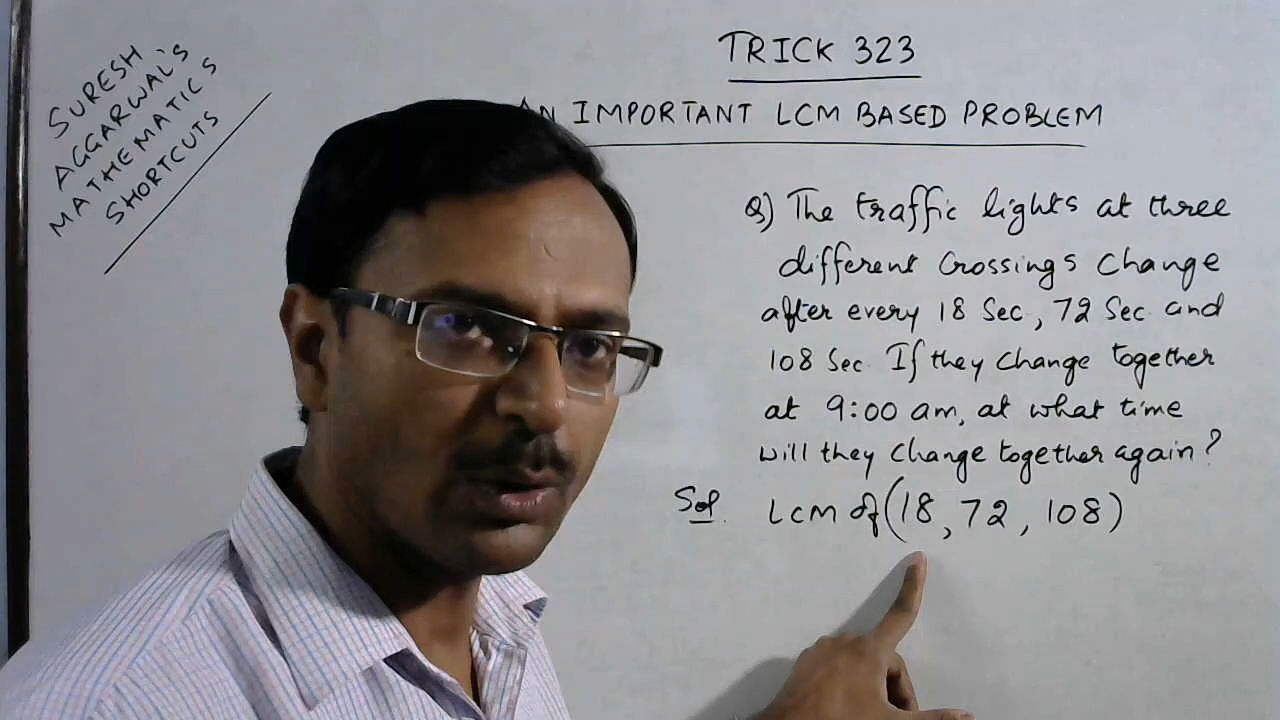 SURESH
AGGARWAL'S
MATHEMATICS
SHORTCUTS
TRICK 323
AN IMPORTANT LCM BASED PROBLEM
Q) The traffic lights at three
different crossings change
after every 18 Sec, 72 Sec and
108 Sec. If they change together
at 9:00 am, at what time
will they change together again?
Sol. LCM of (18, 72, 108)